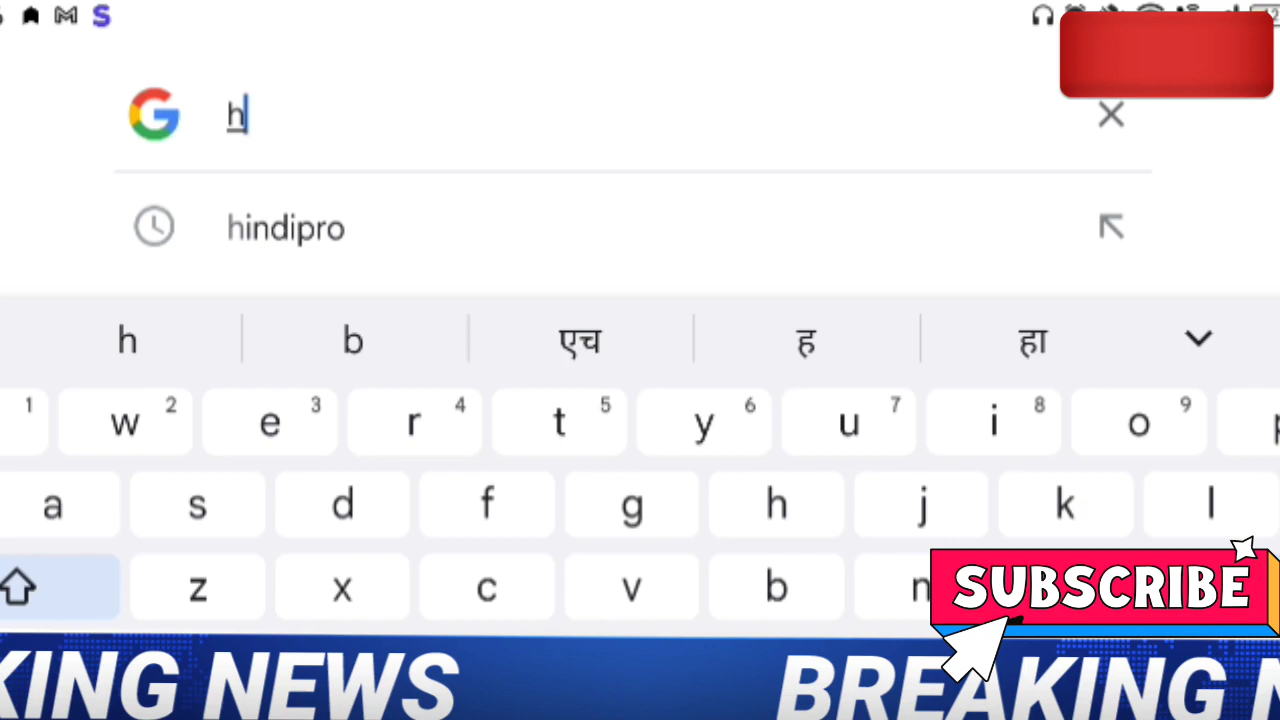 h
hindipro
h b एच ह हा
1 2 3 4 5 6 7 8 9
w e r t y u i o
a s d f g h j k l
z x c v b n
SUBSCRIBE
KING NEWS BREAKING N